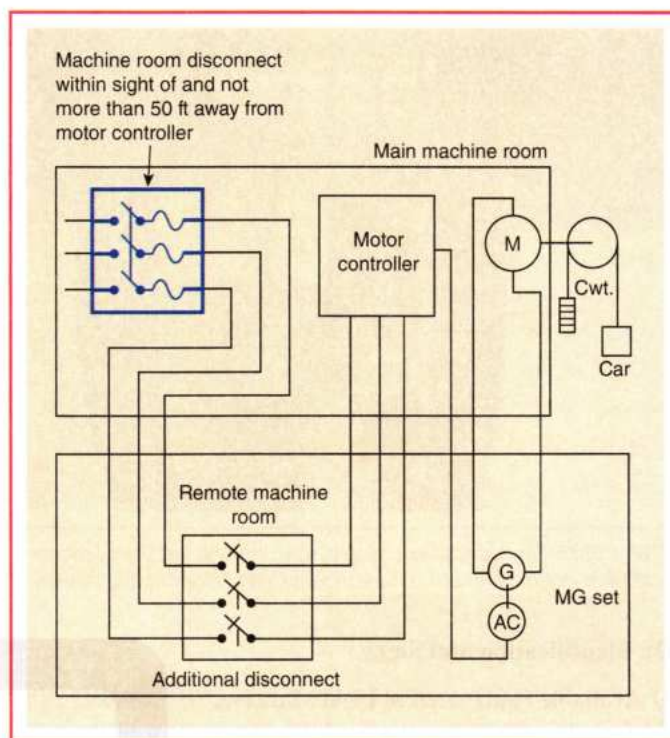 Machine room disconnect
within sight of and not
more than 50 ft away from
motor controller
Main machine room
Motor
controller
M
Cwt.
Car
Remote machine
room
G
MG set
AC
Additional disconnect